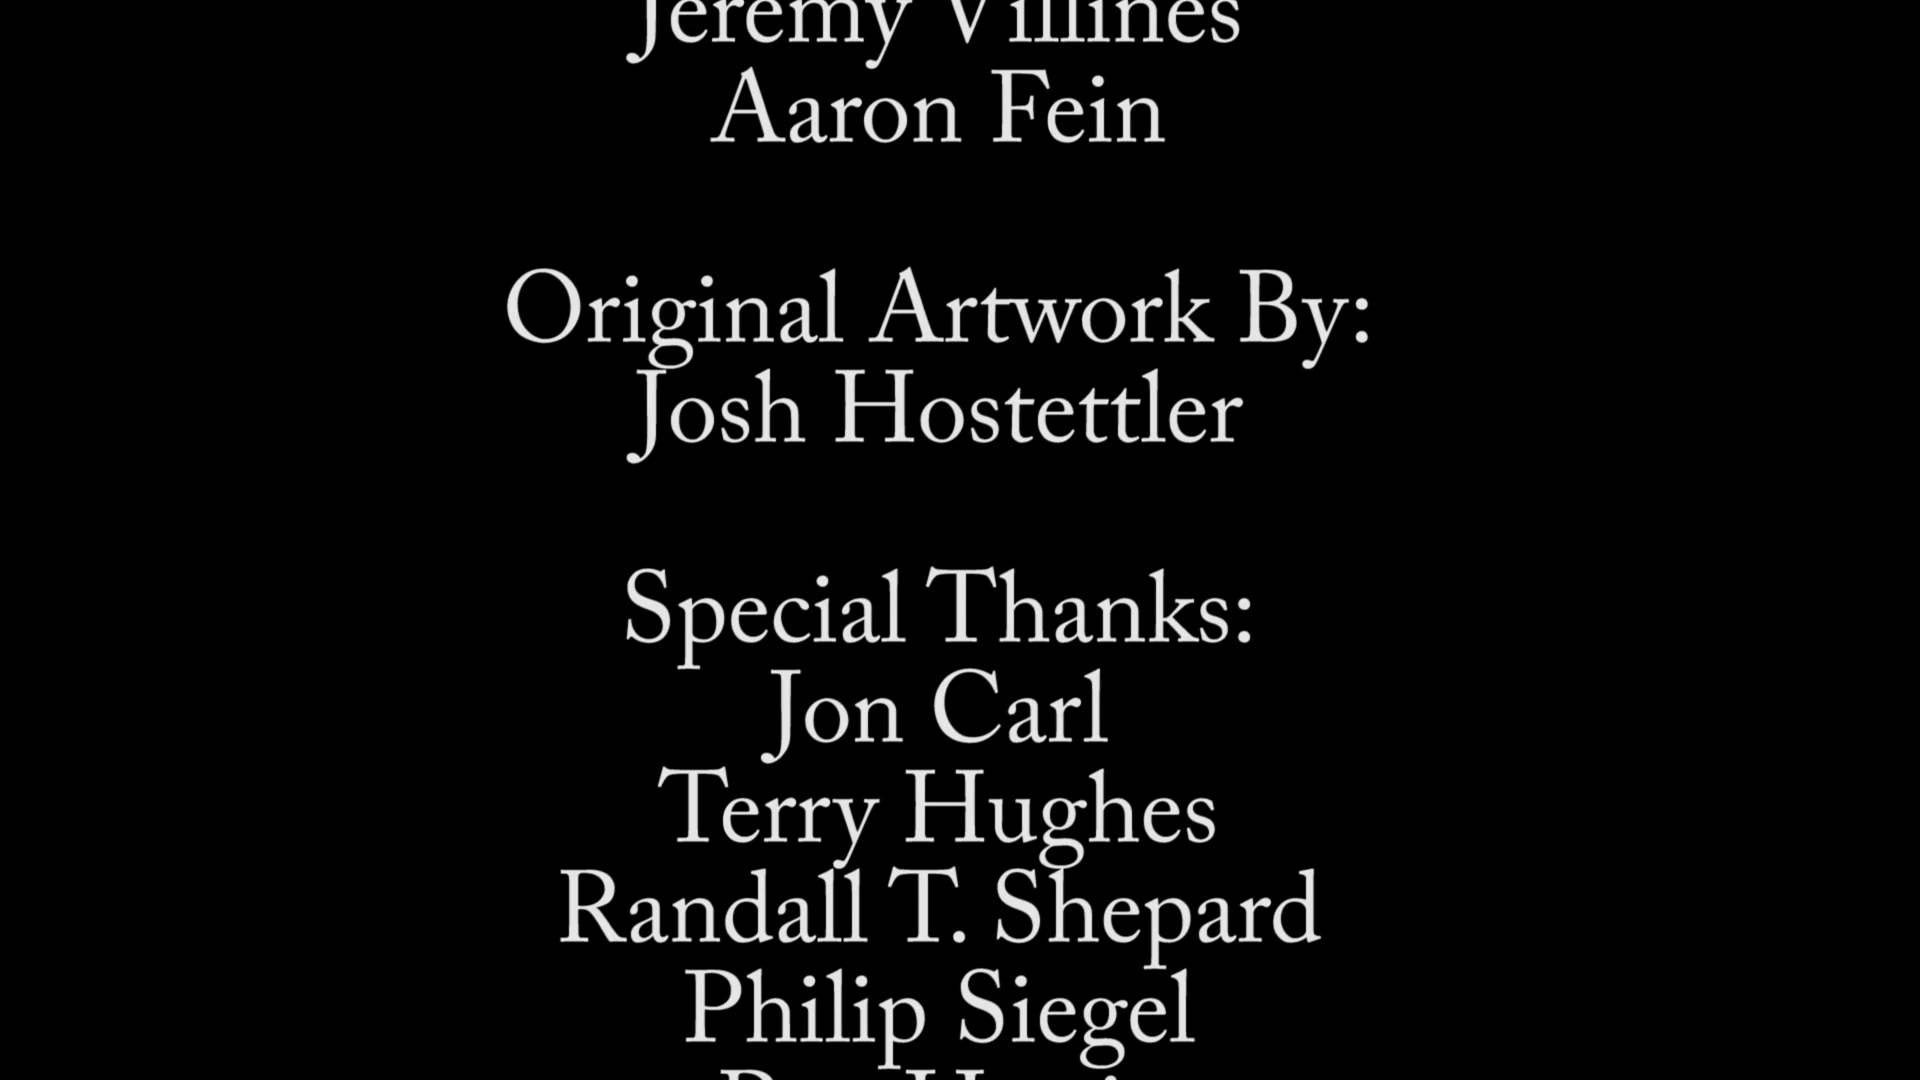 Jeremy Villines
Aaron Fein
Original Artwork By:
Josh Hostettler
Special Thanks:
Jon Carl
Terry Hughes
Randall T. Shepard
Philip Siegel